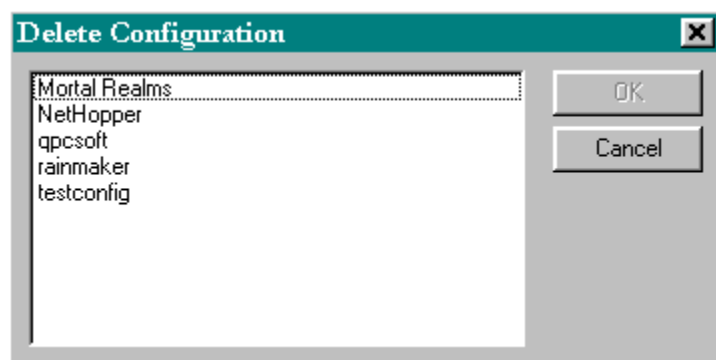 Delete Configuration
Mortal Realms
NetHopper
qpcsoft
rainmaker
testconfig
OK
Cancel